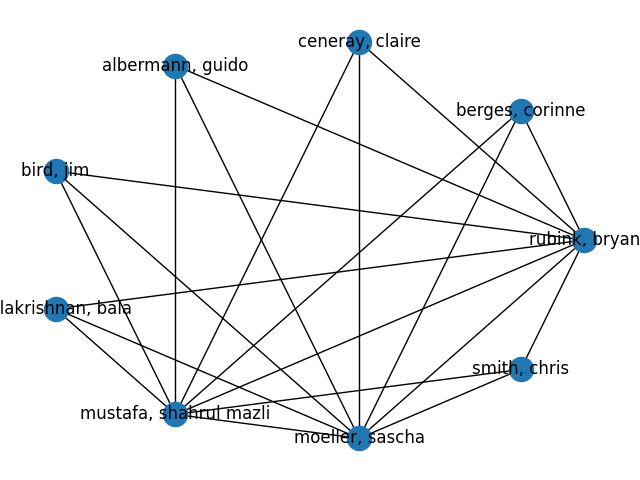 ceneray, claire
albermann, guido
berges, corinne
bird, jim
rubink, bryan
lakrishnan, bala
smith, chris
mustafa, shahrul mazli
moeller, sascha